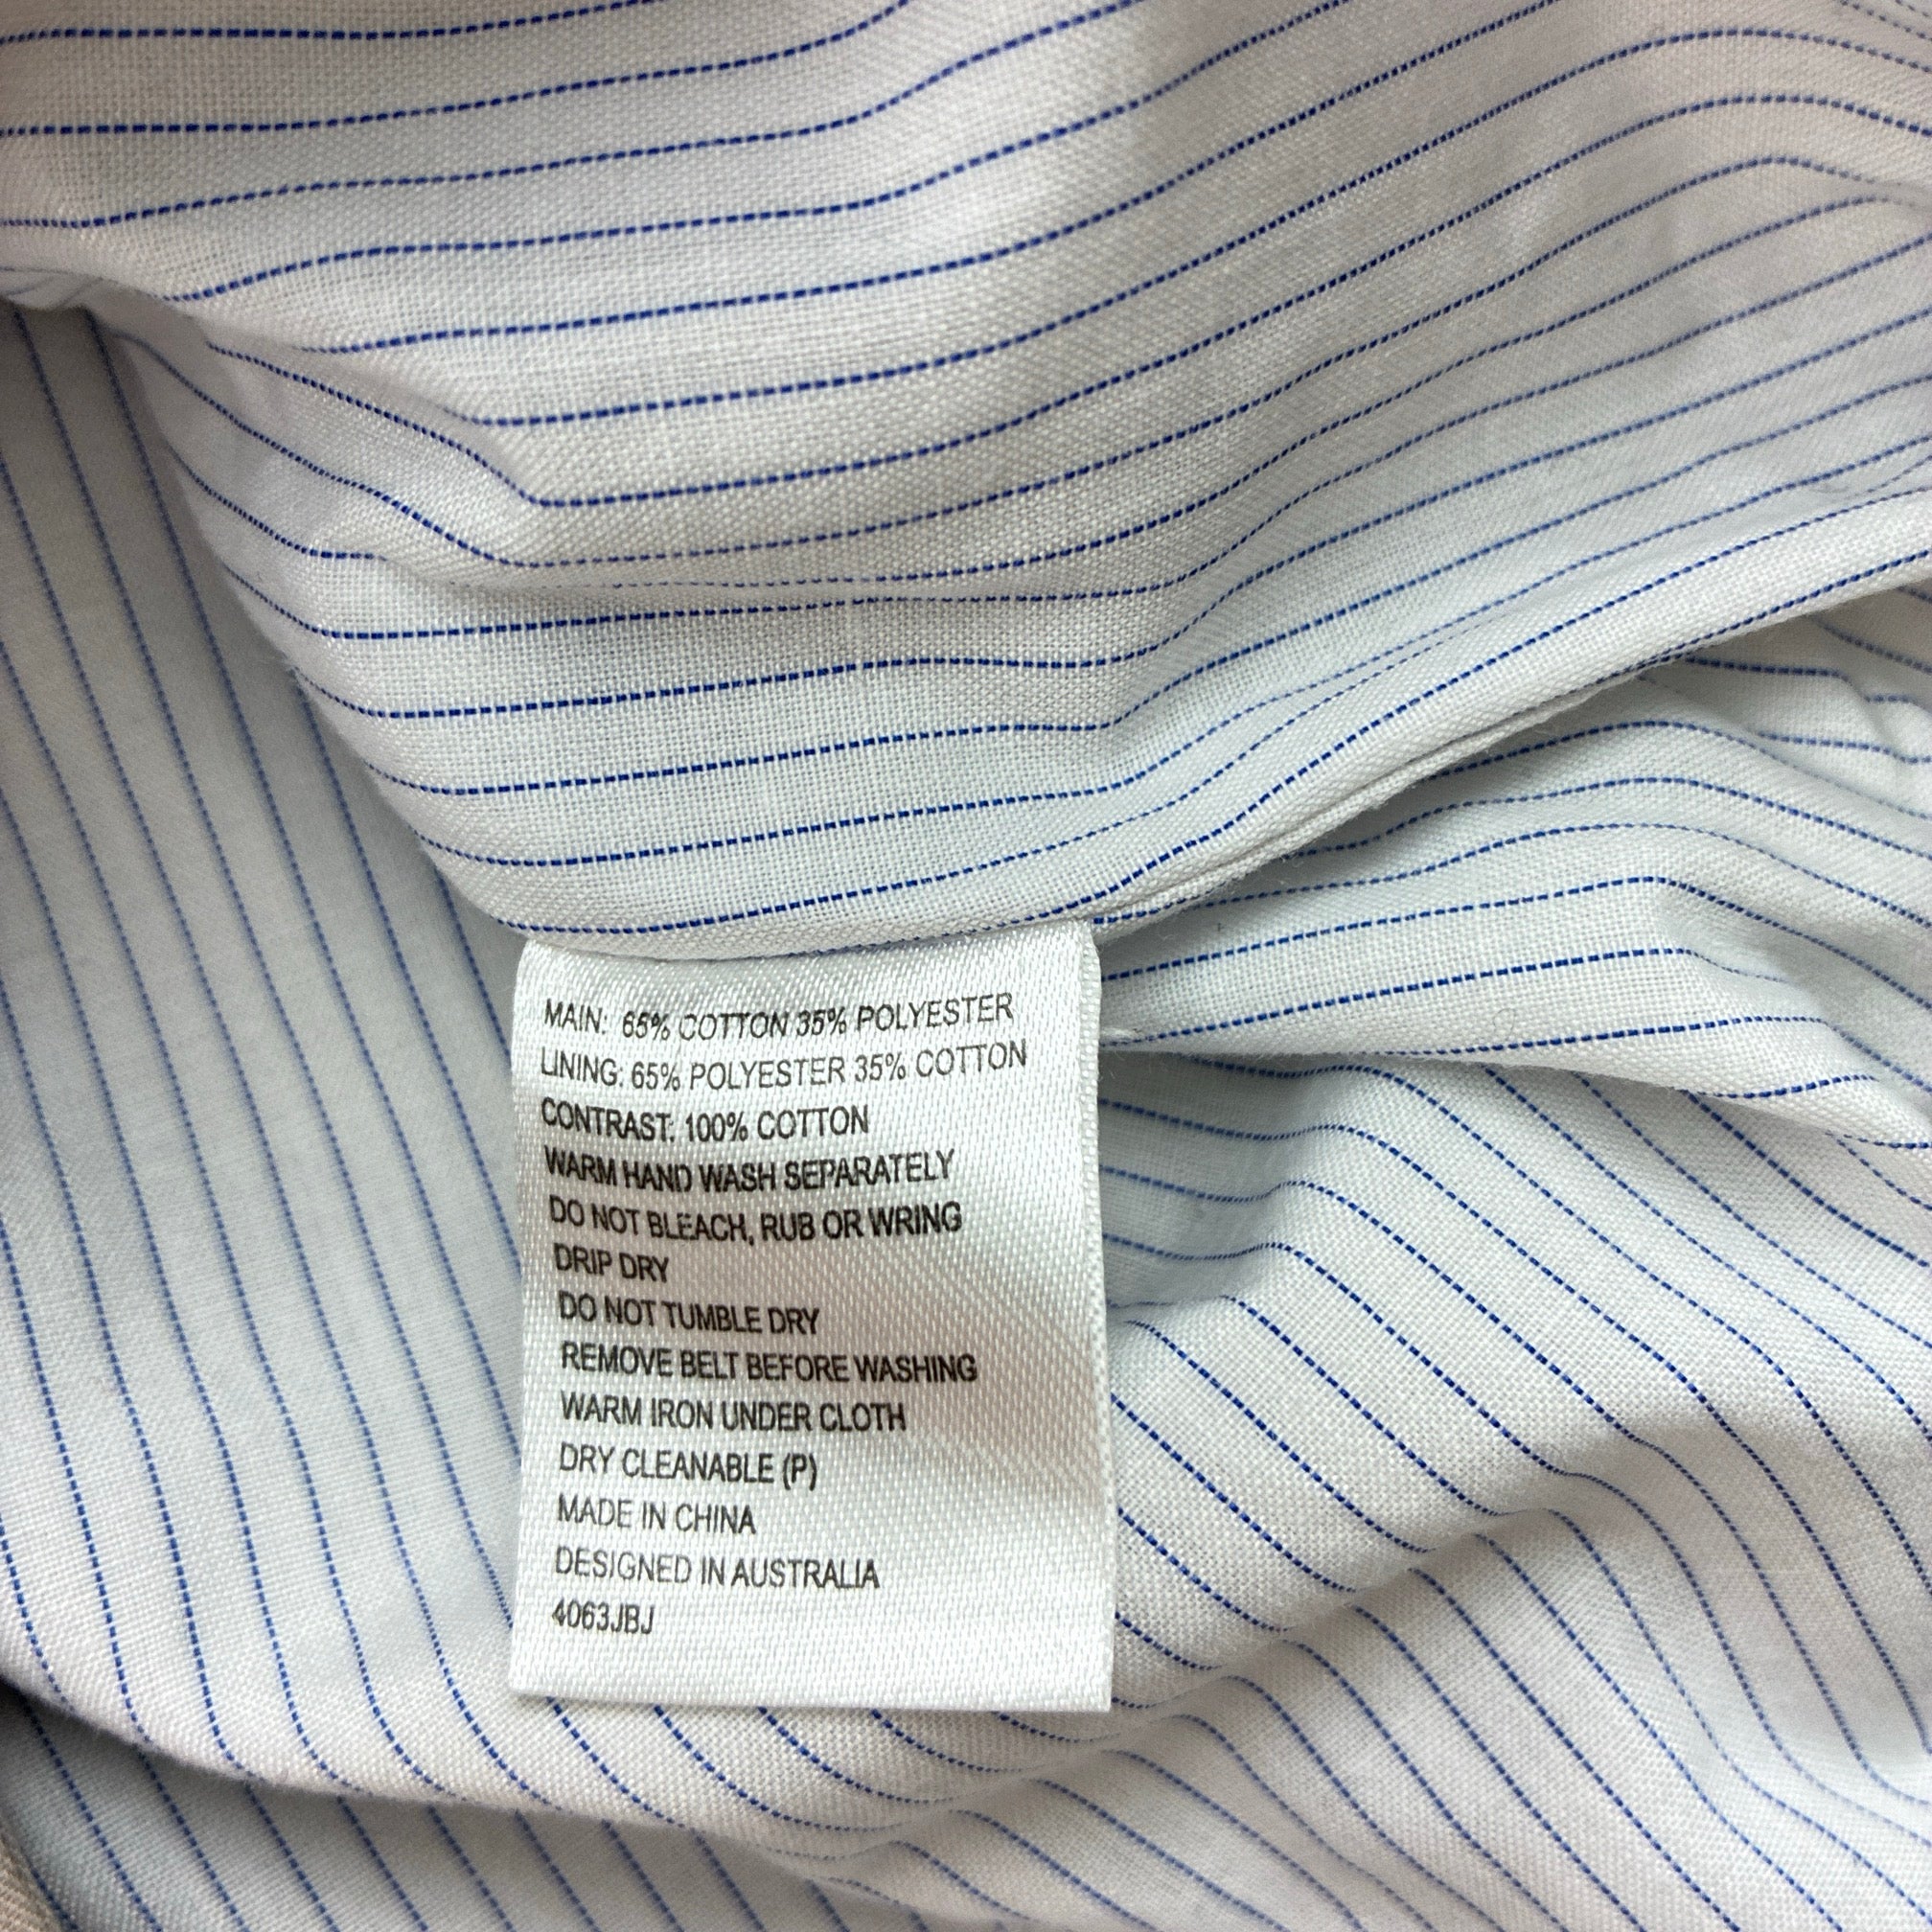 MAIN: 65% COTTON 35% POLYESTER
LINING: 65% POLYESTER 35% COTTON
CONTRAST: 100% COTTON
WARM HAND WASH SEPARATELY
DO NOT BLEACH, RUB OR WRING
DRIP DRY
DO NOT TUMBLE DRY
REMOVE BELT BEFORE WASHING
WARM IRON UNDER CLOTH
DRY CLEANABLE (P)
MADE IN CHINA
DESIGNED IN AUSTRALIA
4063JBJ